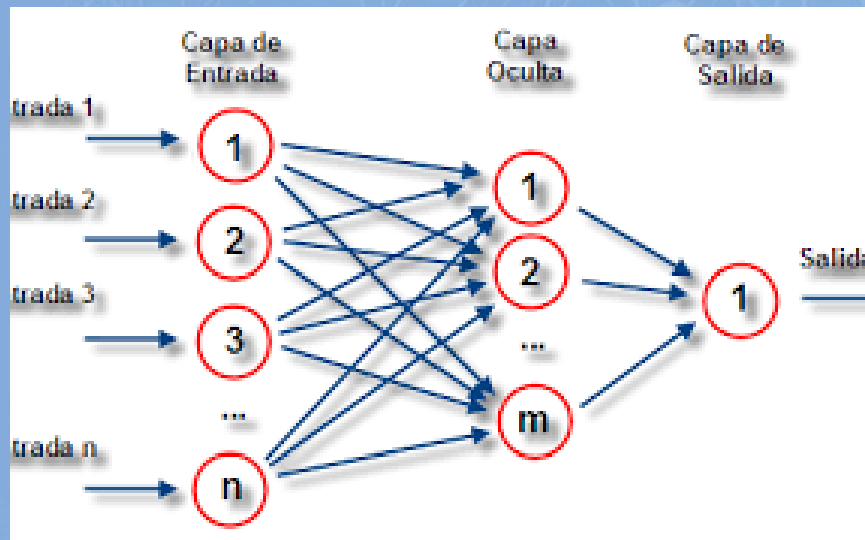 Capa de
Entrada
Capa
Oculta
Capa de
Salida
trada 1
trada 2
trada 3
trada n
Salida
1
2
3
...
n
1
2
...
m
1